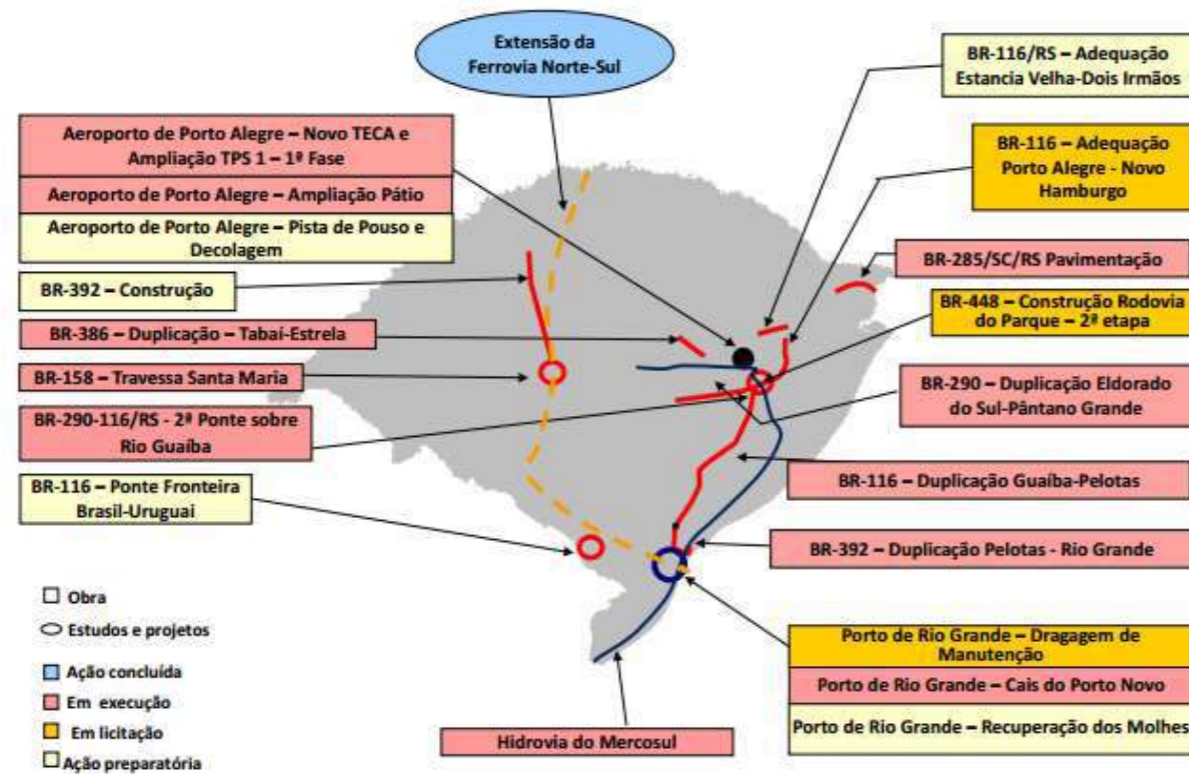 Extensão da
Ferrovia Norte-Sul
BR-116/RS – Adequação
Estancia Velha-Dois Irmãos
Aeroporto de Porto Alegre – Novo TECA e
Ampliação TPS 1 – 1ª Fase
Aeroporto de Porto Alegre – Ampliação Pátio
Aeroporto de Porto Alegre – Pista de Pouso e
Decolagem
BR-116 – Adequação
Porto Alegre - Novo
Hamburgo
BR-392 – Construção
BR-285/SC/RS Pavimentação
BR-386 – Duplicação – Tabaí-Estrela
BR-448 – Construção Rodovia
do Parque – 2ª etapa
BR-158 – Travessa Santa Maria
BR-290 – Duplicação Eldorado
do Sul-Pântano Grande
BR-290-116/RS - 2ª Ponte sobre
Rio Guaíba
BR-116 – Ponte Fronteira
Brasil-Uruguai
BR-116 – Duplicação Guaíba-Pelotas
BR-392 – Duplicação Pelotas - Rio Grande
Obra
Estudos e projetos
Ação concluída
Em execução
Em licitação
Ação preparatória
Porto de Rio Grande – Dragagem de
Manutenção
Porto de Rio Grande – Cais do Porto Novo
Porto de Rio Grande – Recuperação dos Molhes
Hidrovia do Mercosul